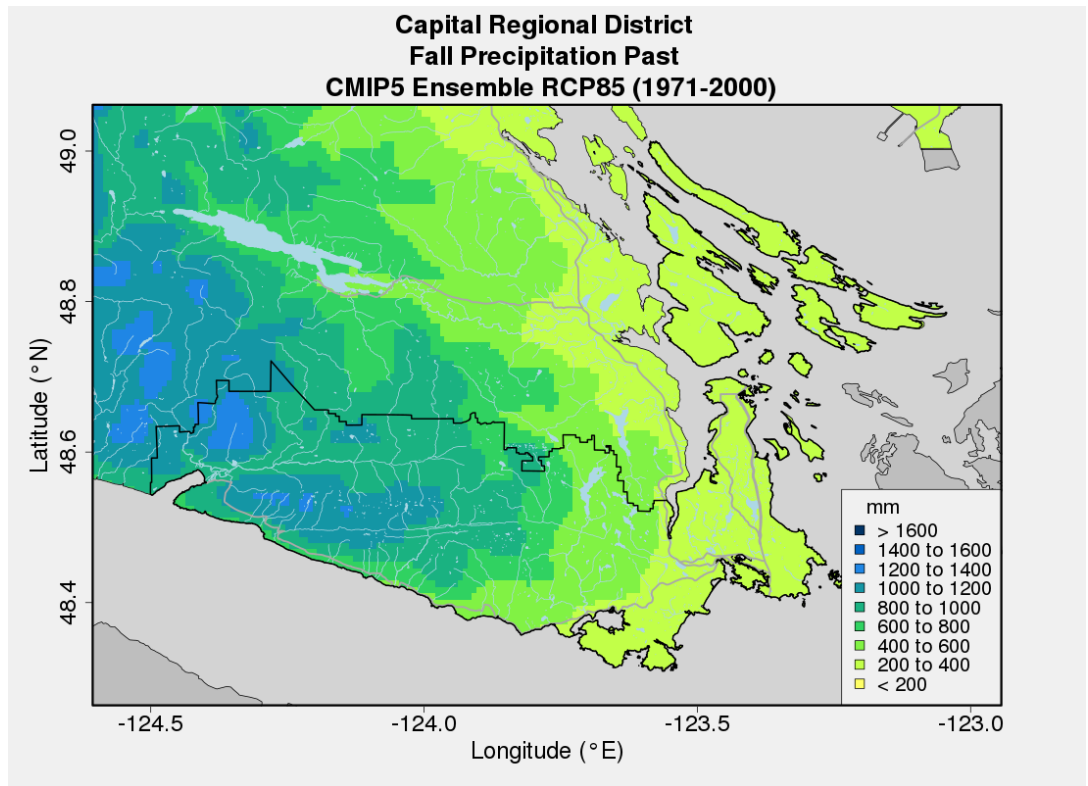 Capital Regional District
Fall Precipitation Past
CMIP5 Ensemble RCP85 (1971-2000)
49.0
48.8
48.6
48.4
Latitude (°N)
mm
> 1600
1400 to 1600
1200 to 1400
1000 to 1200
800 to 1000
600 to 800
400 to 600
200 to 400
< 200
-124.5
-124.0
-123.5
-123.0
Longitude (°E)